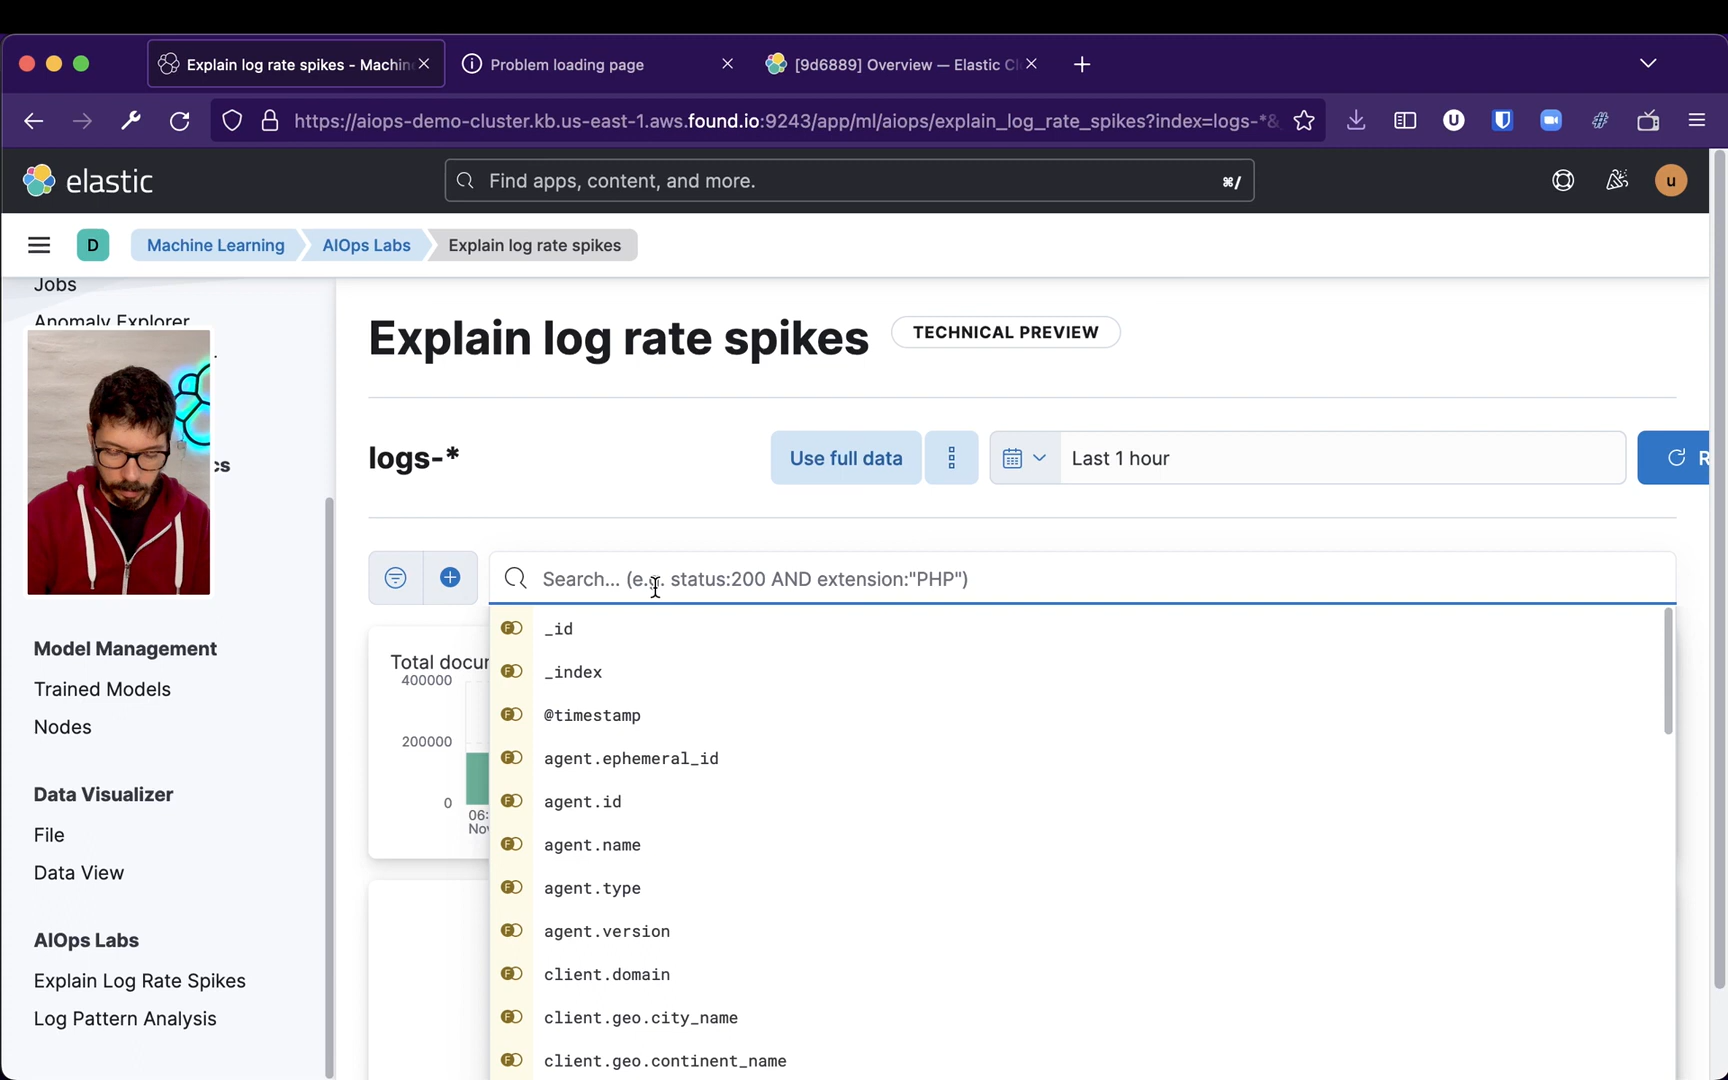 Explain log rate spikes - Machin
Problem loading page
[9d6889] Overview — Elastic Cl
https://aiops-demo-cluster.kb.us-east-1.aws.found.io:9243/app/ml/aiops/explain_log_rate_spikes?index=logs-*&
elastic
Find apps, content, and more.
⌘/
u
D
Machine Learning
AIOps Labs
Explain log rate spikes
Jobs
Anomaly Explorer
cs
Model Management
Trained Models
Nodes
Data Visualizer
File
Data View
AIOps Labs
Explain Log Rate Spikes
Log Pattern Analysis
Explain log rate spikes
TECHNICAL PREVIEW
logs-*
Use full data
Last 1 hour
R
Search... (e.g. status:200 AND extension:"PHP")
Total docu
400000
200000
0
06:
Nov
_id
_index
@timestamp
agent.ephemeral_id
agent.id
agent.name
agent.type
agent.version
client.domain
client.geo.city_name
client.geo.continent_name